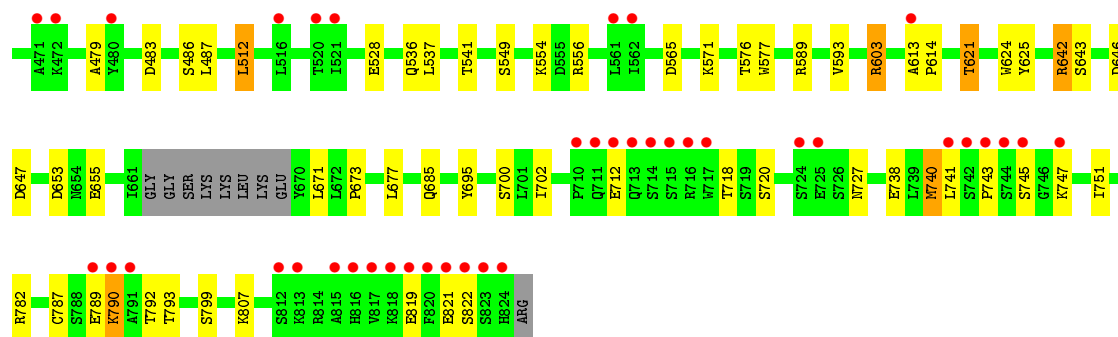 A471 K472 A479 Y480 D483 S486 L487 L512 L516 T520 I521 E528 Q536 L537 T541 S549 K554 D555 R556 L561 I562 D565 K571 T576 W577 R589 V593 R603 A613 P614 T621 W624 Y625 R642 S643 D646
D647 D653 N654 E655 I661 GLY GLY SER LYS LYS LEU LYS GLU Y670 L671 L672 P673 L677 Q685 Y695 S700 L701 I702 P710 Q711 E712 Q713 S714 S715 R716 W717 T718 S719 S720 S724 E725 S726 N727 E738 L739 M740 L741 S742 P743 S744 S745 G746 K747 I751
R782 C787 S788 E789 K790 A791 T792 T793 S799 K807 S812 K813 R814 A815 H816 V817 K818 E819 F820 E821 S822 S823 H824 ARG